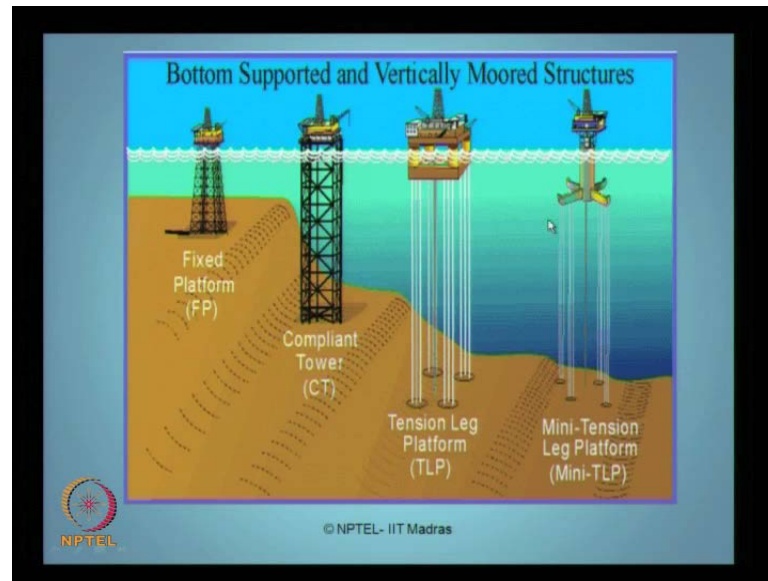 Bottom Supported and Vertically Moored Structures
Fixed
Platform
(FP)
Compliant
Tower
(CT)
Tension Leg
Platform
(TLP)
Mini-Tension
Leg Platform
(Mini-TLP)
NPTEL
© NPTEL- IIT Madras